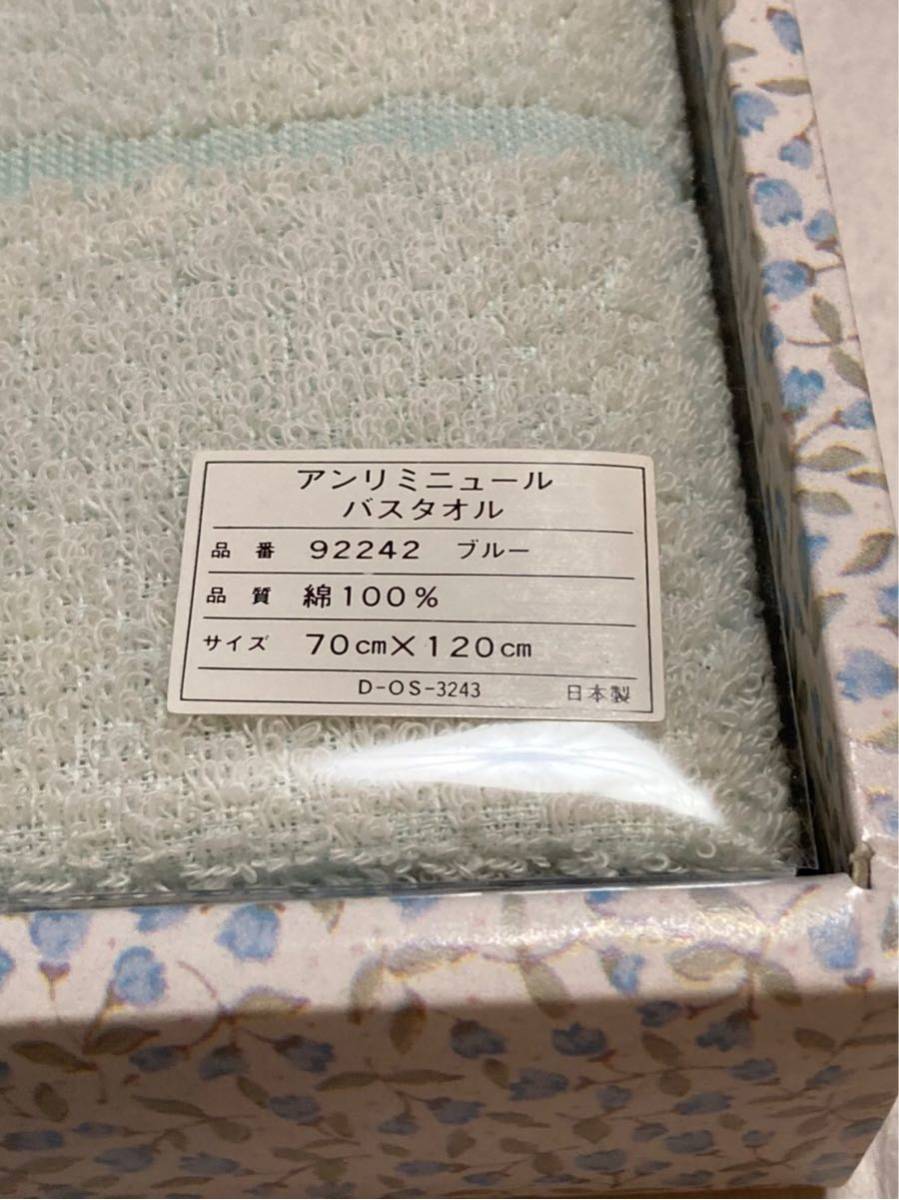 アンリミニュール
バスタオル
品番 92242 ブルー
品質 綿100%
サイズ 70cm×120cm
D-OS-3243 日本製